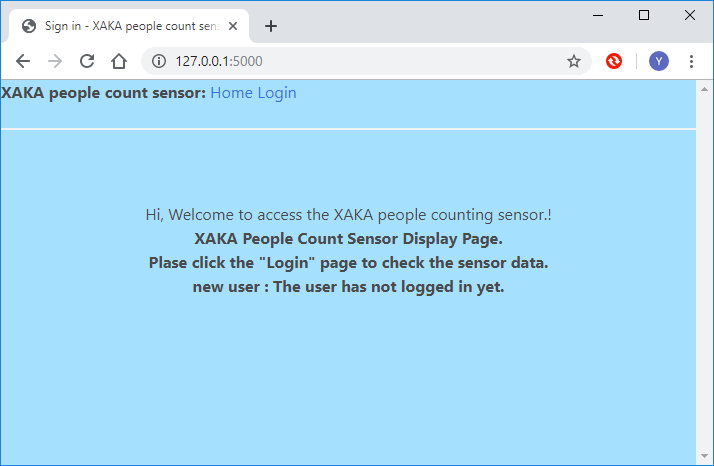 Sign in - XAKA people count sens
127.0.0.1:5000
Y
XAKA people count sensor: Home Login
Hi, Welcome to access the XAKA people counting sensor.!
XAKA People Count Sensor Display Page.
Plase click the "Login" page to check the sensor data.
new user : The user has not logged in yet.